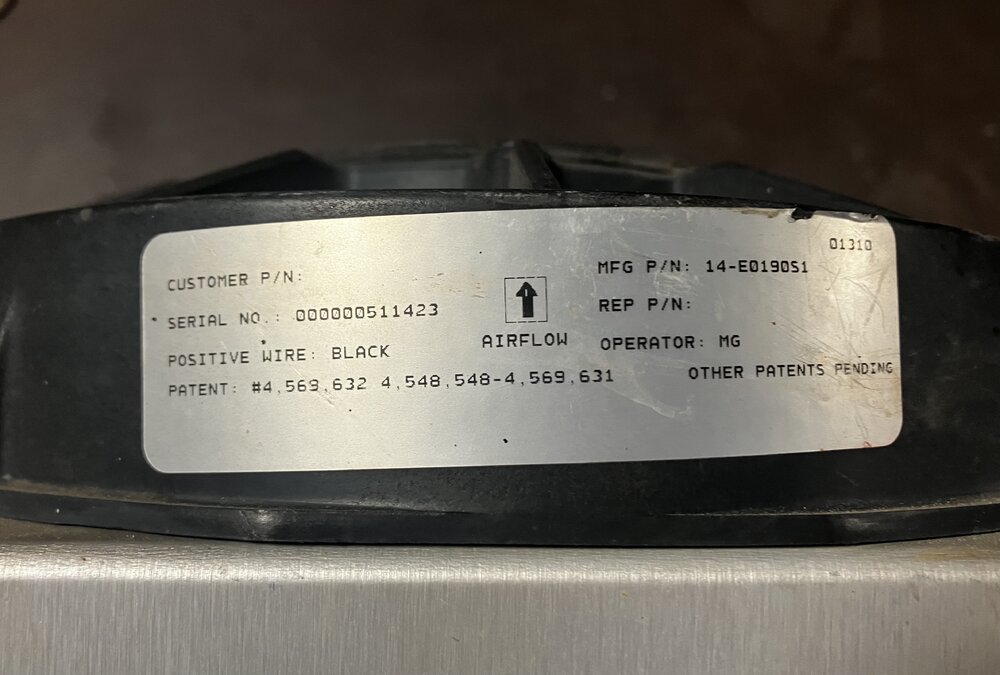 01310
CUSTOMER P/N:
MFG P/N: 14-E0190S1
SERIAL NO.: 000000511423
REP P/N:
POSITIVE WIRE: BLACK
AIRFLOW
OPERATOR: MG
PATENT: #4,569,632 4,548,548-4,569,631
OTHER PATENTS PENDING